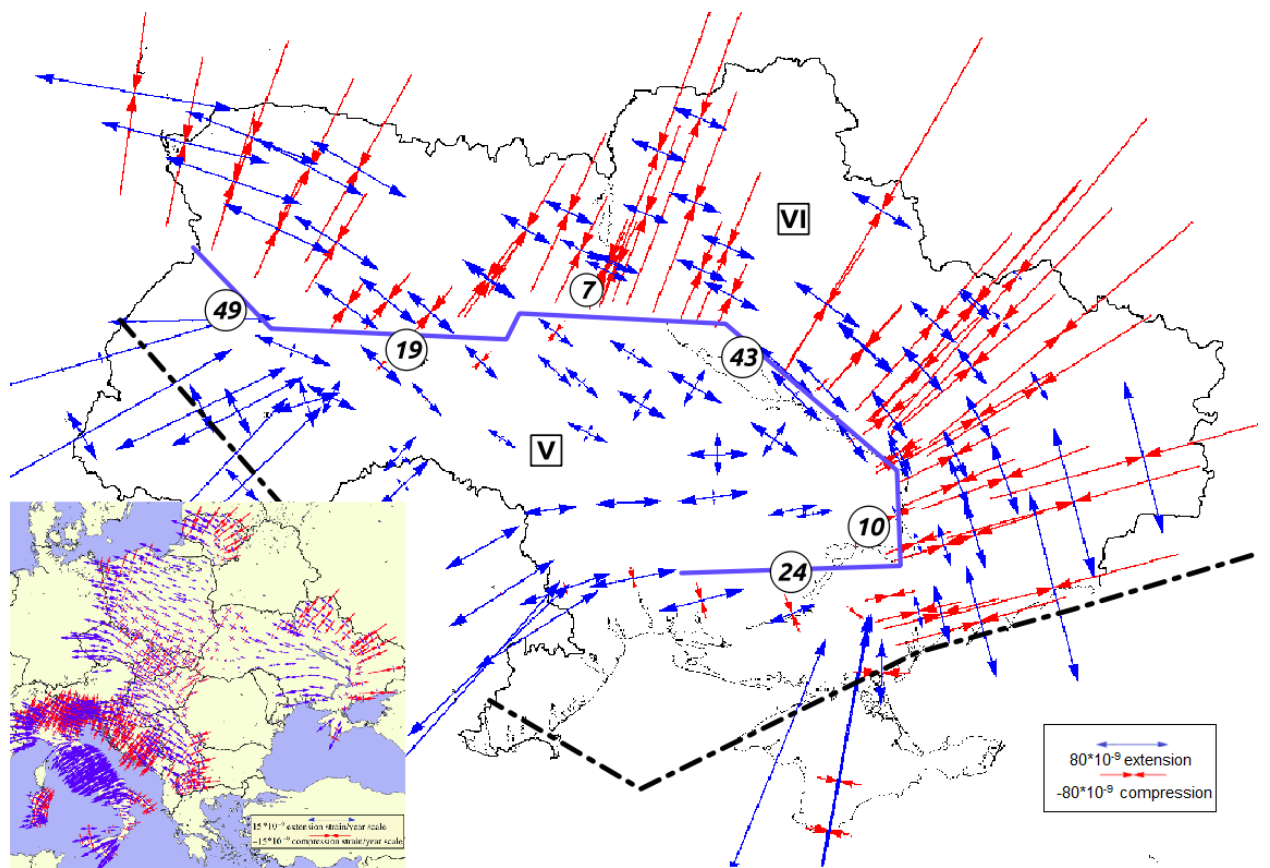 VI
7
49
19
43
V
10
24
80*10⁻⁹ extension
-80*10⁻⁹ compression
15*10⁻⁹ extension strain/year scale
-15*10⁻⁹ compression strain/year scale